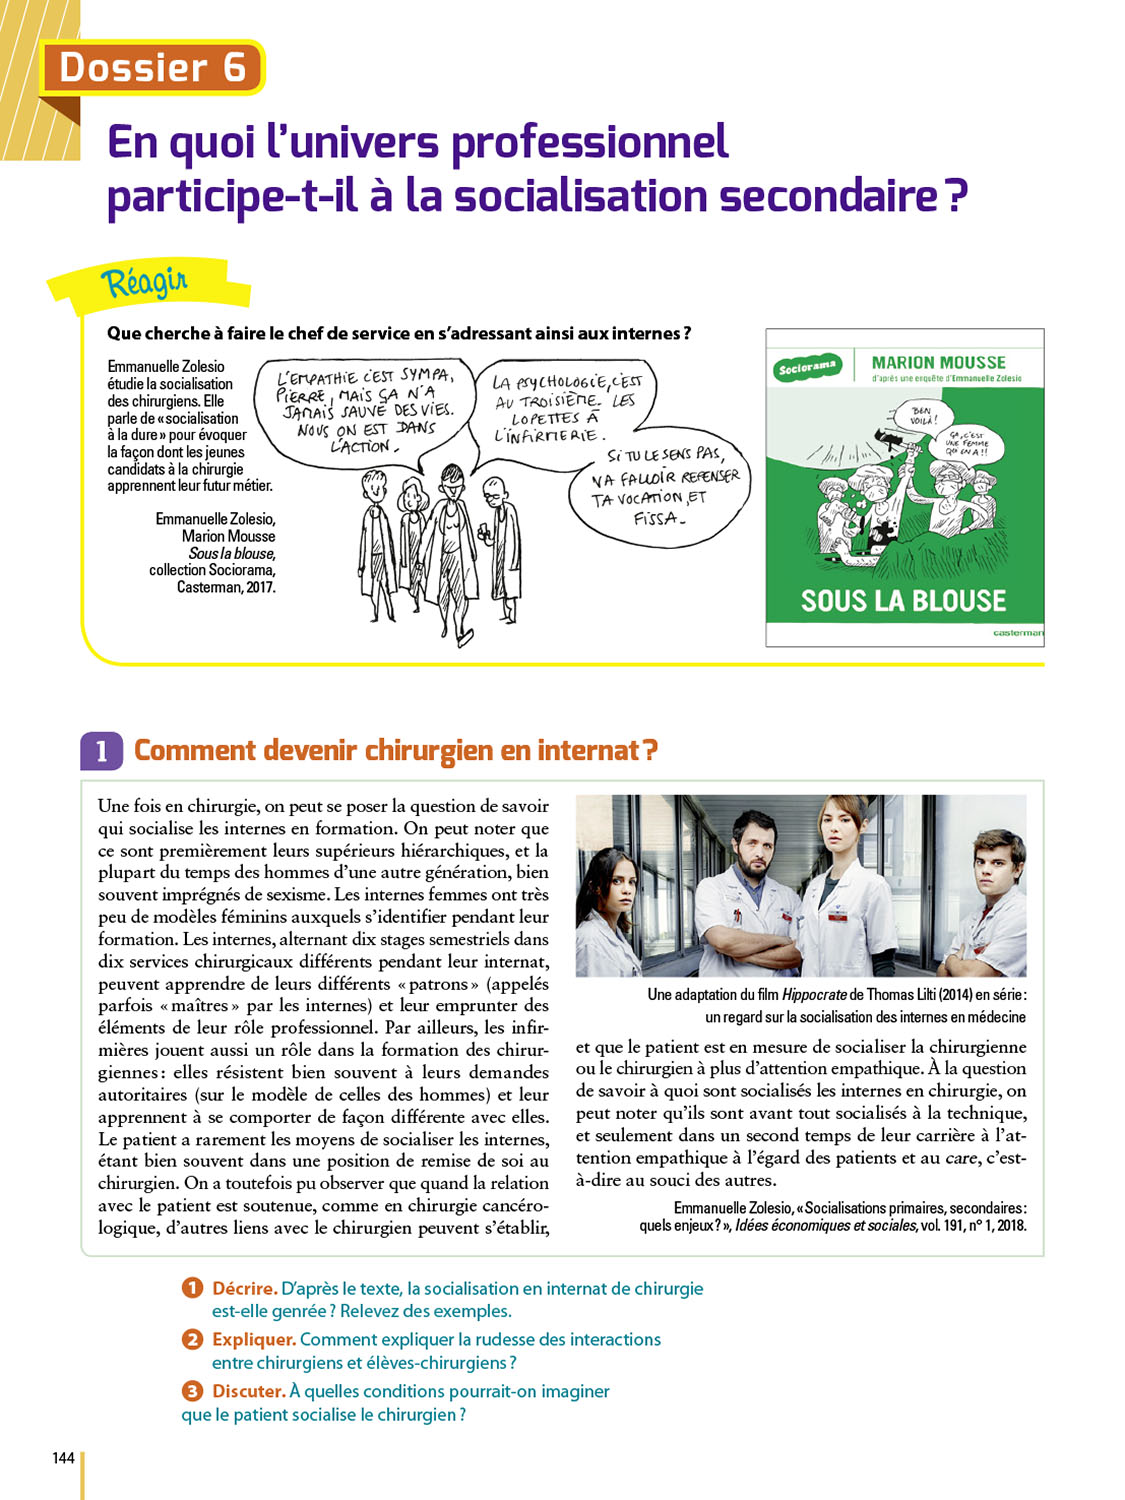 Dossier 6
En quoi l’univers professionnel
participe-t-il à la socialisation secondaire ?
Réagir
Que cherche à faire le chef de service en s’adressant ainsi aux internes ?
Emmanuelle Zolesio
étudie la socialisation
des chirurgiens. Elle
parle de « socialisation
à la dure » pour évoquer
la façon dont les jeunes
candidats à la chirurgie
apprennent leur futur métier.
Emmanuelle Zolesio,
Marion Mousse
Sous la blouse,
collection Sociorama,
Casterman, 2017.
L'EMPATHIE C'EST SYMPA,
PIERRE, MAIS ÇA N'A
JAMAIS SAUVÉ DES VIES.
NOUS ON EST DANS
L'ACTION.
LA PSYCHOLOGIE, C'EST
AU TROISIÈME. LES
LOPETTES À
L'INFIRMERIE.
SI TU LE SENS PAS,
VA FALLOIR REPENSER
TA VOCATION, ET
FISSA.
Sociorama
MARION MOUSSE
d'après une enquête d'Emmanuelle Zolesio
BEN
VOILÀ !
ÇA, C'EST
UNE FEMME
QUI EN A !!
SOUS LA BLOUSE
casterman
1 Comment devenir chirurgien en internat ?
Une fois en chirurgie, on peut se poser la question de savoir
qui socialise les internes en formation. On peut noter que
ce sont premièrement leurs supérieurs hiérarchiques, et la
plupart du temps des hommes d’une autre génération, bien
souvent imprégnés de sexisme. Les internes femmes ont très
peu de modèles féminins auxquels s’identifier pendant leur
formation. Les internes, alternant dix stages semestriels dans
dix services chirurgicaux différents pendant leur internat,
peuvent apprendre de leurs différents « patrons » (appelés
parfois « maîtres » par les internes) et leur emprunter des
éléments de leur rôle professionnel. Par ailleurs, les infir-
mières jouent aussi un rôle dans la formation des chirur-
giennes : elles résistent bien souvent à leurs demandes
autoritaires (sur le modèle de celles des hommes) et leur
apprennent à se comporter de façon différente avec elles.
Le patient a rarement les moyens de socialiser les internes,
étant bien souvent dans une position de remise de soi au
chirurgien. On a toutefois pu observer que quand la relation
avec le patient est soutenue, comme en chirurgie cancéro-
logique, d’autres liens avec le chirurgien peuvent s’établir,
Une adaptation du film Hippocrate de Thomas Lilti (2014) en série :
un regard sur la socialisation des internes en médecine
et que le patient est en mesure de socialiser la chirurgienne
ou le chirurgien à plus d’attention empathique. À la question
de savoir à quoi sont socialisés les internes en chirurgie, on
peut noter qu’ils sont avant tout socialisés à la technique,
et seulement dans un second temps de leur carrière à l’at-
tention empathique à l’égard des patients et au care, c’est-
à-dire au souci des autres.
Emmanuelle Zolesio, « Socialisations primaires, secondaires :
quels enjeux ? », Idées économiques et sociales, vol. 191, n° 1, 2018.
1 Décrire. D’après le texte, la socialisation en internat de chirurgie
est-elle genrée ? Relevez des exemples.
2 Expliquer. Comment expliquer la rudesse des interactions
entre chirurgiens et élèves-chirurgiens ?
3 Discuter. À quelles conditions pourrait-on imaginer
que le patient socialise le chirurgien ?
144